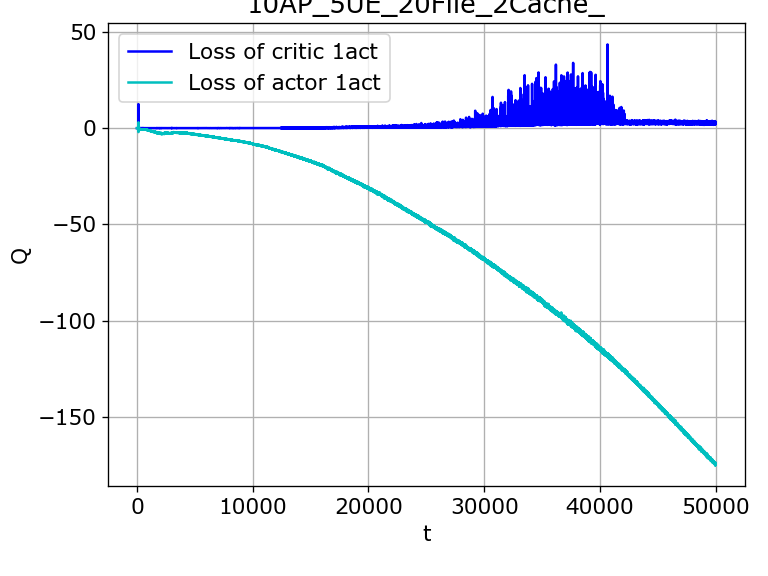 10AP_5UE_20File_2Cache_
Loss of critic 1act
Loss of actor 1act
50
0
−50
−100
−150
Q
0 10000 20000 30000 40000 50000
t